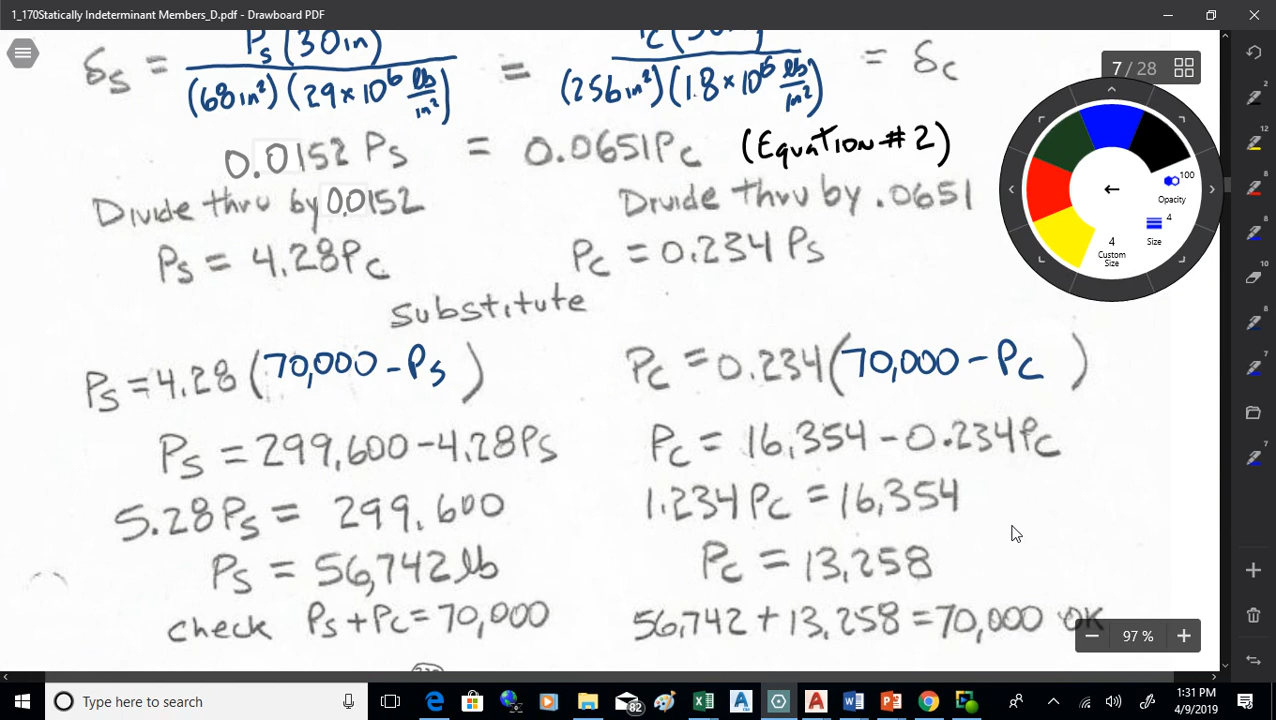 1_170Statically Indeterminant Members_D.pdf - Drawboard PDF
7 / 28
δs = Ps (30in) / (68in²)(29×10⁶ lb/in²) = / (256in²)(1.8×10⁶ lb/in²) = δc
0.0152 Ps = 0.0651Pc (Equation #2)
Divide thru by 0.0152 Divide thru by .0651
Ps = 4.28Pc Pc = 0.234 Ps
substitute
Ps = 4.28 (70,000 - Ps) Pc = 0.234 (70,000 - Pc)
Ps = 299,600 - 4.28Ps Pc = 16,354 - 0.234Pc
5.28Ps = 299,600 1.234Pc = 16,354
Ps = 56,742 lb Pc = 13,258
check Ps + Pc = 70,000 56,742 + 13,258 = 70,000 OK
100
Opacity
4
Size
4
Custom
Size
97 %
Type here to search
82
1:31 PM
4/9/2019